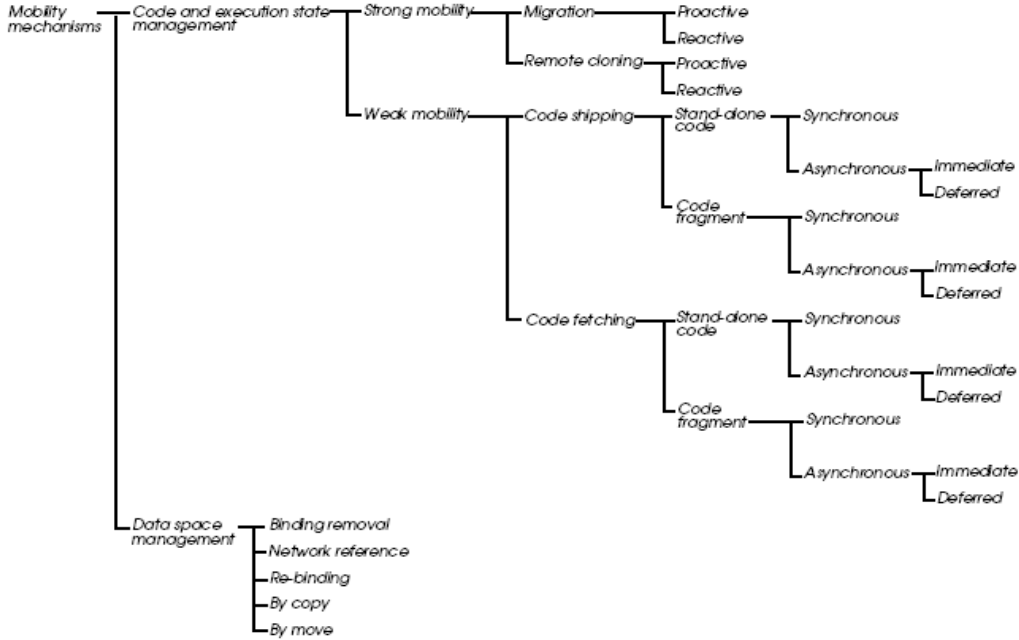 Mobility
mechanisms
Code and execution state
management
Strong mobility
Migration
Proactive
Reactive
Remote cloning
Proactive
Reactive
Weak mobility
Code shipping
Stand-alone
code
Synchronous
Asynchronous
Immediate
Deferred
Code
fragment
Synchronous
Asynchronous
Immediate
Deferred
Code fetching
Stand-alone
code
Synchronous
Asynchronous
Immediate
Deferred
Code
fragment
Synchronous
Asynchronous
Immediate
Deferred
Data space
management
Binding removal
Network reference
Re-binding
By copy
By move